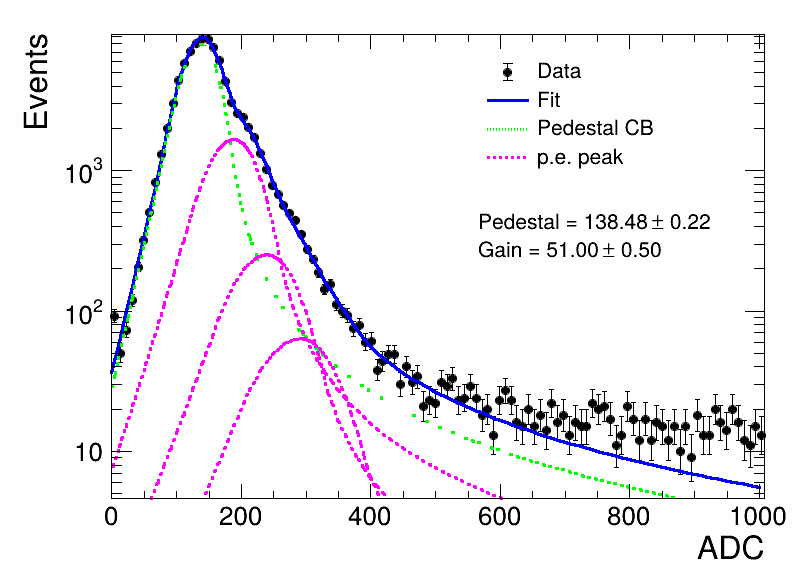 Events
Data
Fit
Pedestal CB
p.e. peak
Pedestal = 138.48 ± 0.22
Gain = 51.00 ± 0.50
10³
10²
10
0 200 400 600 800 1000
ADC